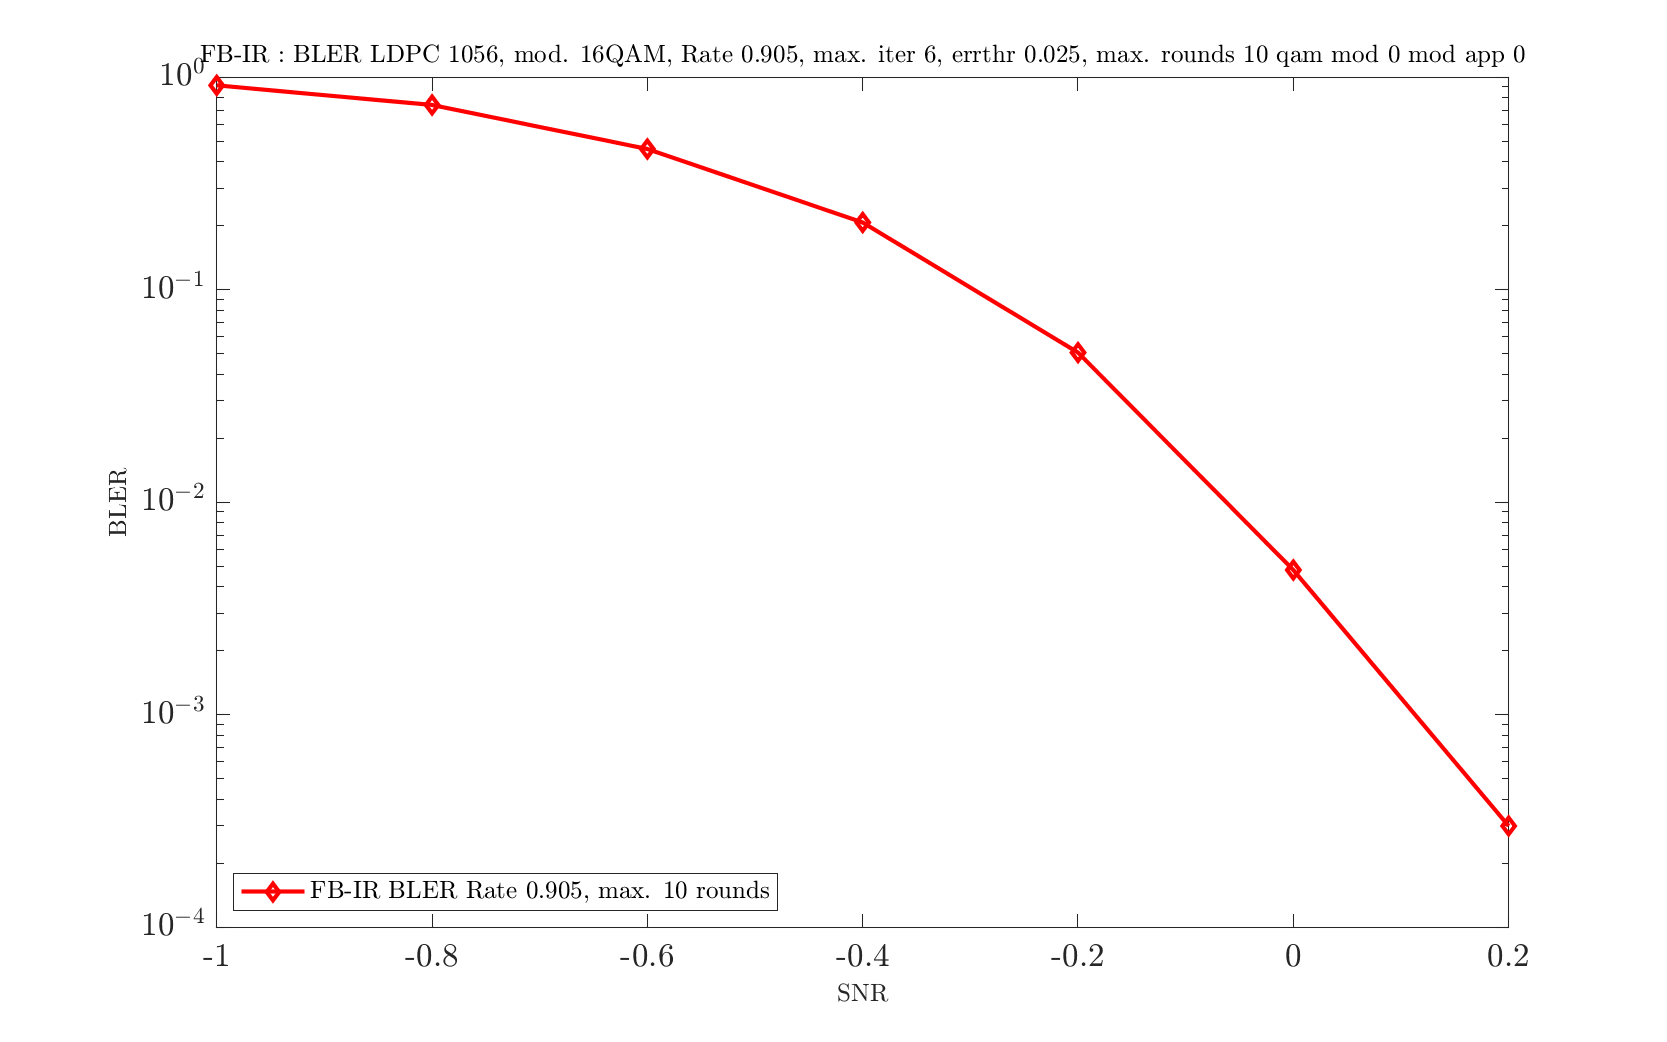 FB-IR : BLER LDPC 1056, mod. 16QAM, Rate 0.905, max. iter 6, errthr 0.025, max. rounds 10 qam mod 0 mod app 0
10⁰
10⁻¹
10⁻²
10⁻³
10⁻⁴
BLER
FB-IR BLER Rate 0.905, max. 10 rounds
-1 -0.8 -0.6 -0.4 -0.2 0 0.2
SNR